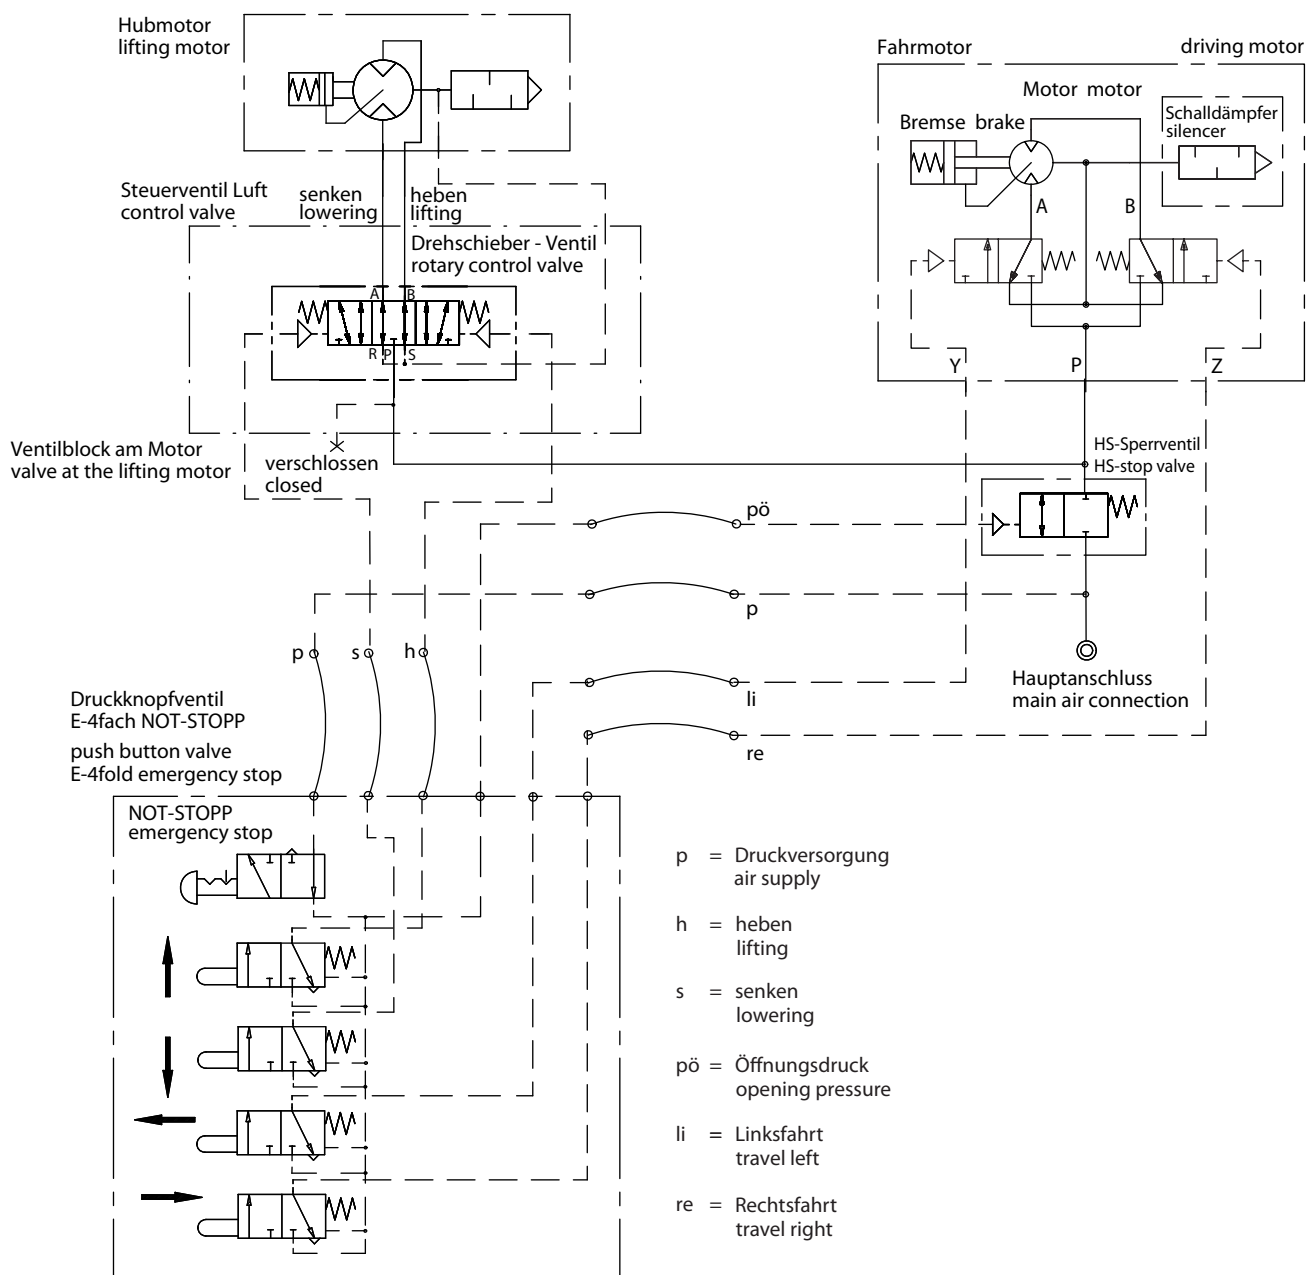 Hubmotor
lifting motor
Fahrmotor
driving motor
Motor motor
Bremse brake
Schalldämpfer
silencer
Steuerventil Luft
control valve
senken
lowering
heben
lifting
A
B
Drehschieber - Ventil
rotary control valve
A
B
R
P
S
Y
P
Z
Ventilblock am Motor
valve at the lifting motor
verschlossen
closed
HS-Sperrventil
HS-stop valve
pö
p
p
s
h
li
re
Hauptanschluss
main air connection
Druckknopfventil
E-4fach NOT-STOPP
push button valve
E-4fold emergency stop
NOT-STOPP
emergency stop
p = Druckversorgung
air supply
h = heben
lifting
s = senken
lowering
pö = Öffnungsdruck
opening pressure
li = Linksfahrt
travel left
re = Rechtsfahrt
travel right